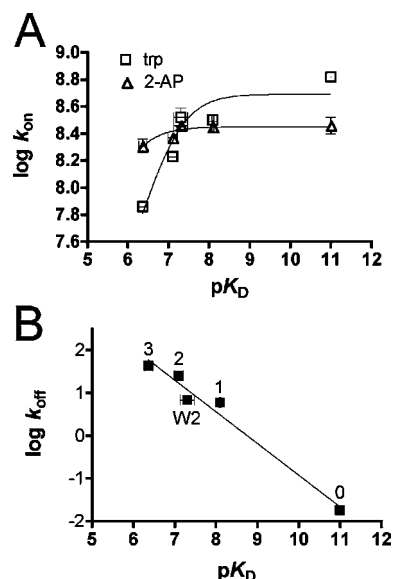 A
trp
2-AP
9.0
8.8
8.6
8.4
8.2
8.0
7.8
7.6
log kon
5 6 7 8 9 10 11 12
pKD
B
2
1
0
-1
-2
log koff
3 2 1 0
W2
5 6 7 8 9 10 11 12
pKD